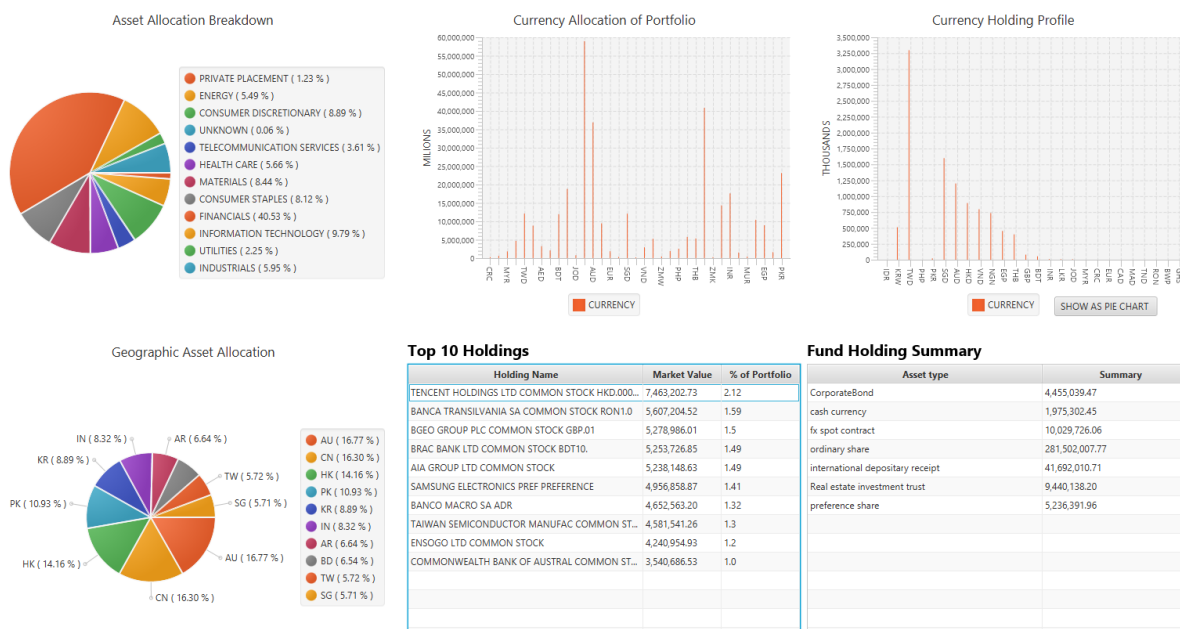 Asset Allocation Breakdown
PRIVATE PLACEMENT ( 1.23 % )
ENERGY ( 5.49 % )
CONSUMER DISCRETIONARY ( 8.89 % )
UNKNOWN ( 0.06 % )
TELECOMMUNICATION SERVICES ( 3.61 % )
HEALTH CARE ( 5.66 % )
MATERIALS ( 8.44 % )
CONSUMER STAPLES ( 8.12 % )
FINANCIALS ( 40.53 % )
INFORMATION TECHNOLOGY ( 9.79 % )
UTILITIES ( 2.25 % )
INDUSTRIALS ( 5.95 % )
Currency Allocation of Portfolio
MILIONS
60,000,000
55,000,000
50,000,000
45,000,000
40,000,000
35,000,000
30,000,000
25,000,000
20,000,000
15,000,000
10,000,000
5,000,000
0
CRC MYR TWD AED BDT JOD AUD EUR SGD VND ZMW PHP THB ZMK INR MUR EGP PKR
CURRENCY
Currency Holding Profile
THOUSANDS
3,500,000
3,250,000
3,000,000
2,750,000
2,500,000
2,250,000
2,000,000
1,750,000
1,500,000
1,250,000
1,000,000
750,000
500,000
250,000
0
IDR KRW TWD PHP PKR SGD AUD HKD VND NGN EGP THB GBP BDT INR LKR JOD MYR CRC EUR CAD MAD TND RON BWP
CURRENCY
SHOW AS PIE CHART
Geographic Asset Allocation
IN ( 8.32 % )
AR ( 6.64 % )
KR ( 8.89 % )
TW ( 5.72 % )
PK ( 10.93 % )
SG ( 5.71 % )
HK ( 14.16 % )
AU ( 16.77 % )
CN ( 16.30 % )
AU ( 16.77 % )
CN ( 16.30 % )
HK ( 14.16 % )
PK ( 10.93 % )
KR ( 8.89 % )
IN ( 8.32 % )
AR ( 6.64 % )
BD ( 6.54 % )
TW ( 5.72 % )
SG ( 5.71 % )
Top 10 Holdings
Holding Name Market Value % of Portfolio
TENCENT HOLDINGS LTD COMMON STOCK HKD.000... 7,463,202.73 2.12
BANCA TRANSILVANIA SA COMMON STOCK RON1.0 5,607,204.52 1.59
BGEO GROUP PLC COMMON STOCK GBP.01 5,278,986.01 1.5
BRAC BANK LTD COMMON STOCK BDT10. 5,253,726.85 1.49
AIA GROUP LTD COMMON STOCK 5,238,148.63 1.49
SAMSUNG ELECTRONICS PREF PREFERENCE 4,956,858.87 1.41
BANCO MACRO SA ADR 4,652,563.20 1.32
TAIWAN SEMICONDUCTOR MANUFAC COMMON ST... 4,581,541.26 1.3
ENSOGO LTD COMMON STOCK 4,240,954.93 1.2
COMMONWEALTH BANK OF AUSTRAL COMMON ST... 3,540,686.53 1.0
Fund Holding Summary
Asset type Summary
CorporateBond 4,455,039.47
cash currency 1,975,302.45
fx spot contract 10,029,726.06
ordinary share 281,502,007.77
international depositary receipt 41,692,010.71
Real estate investment trust 9,440,138.20
preference share 5,236,391.96